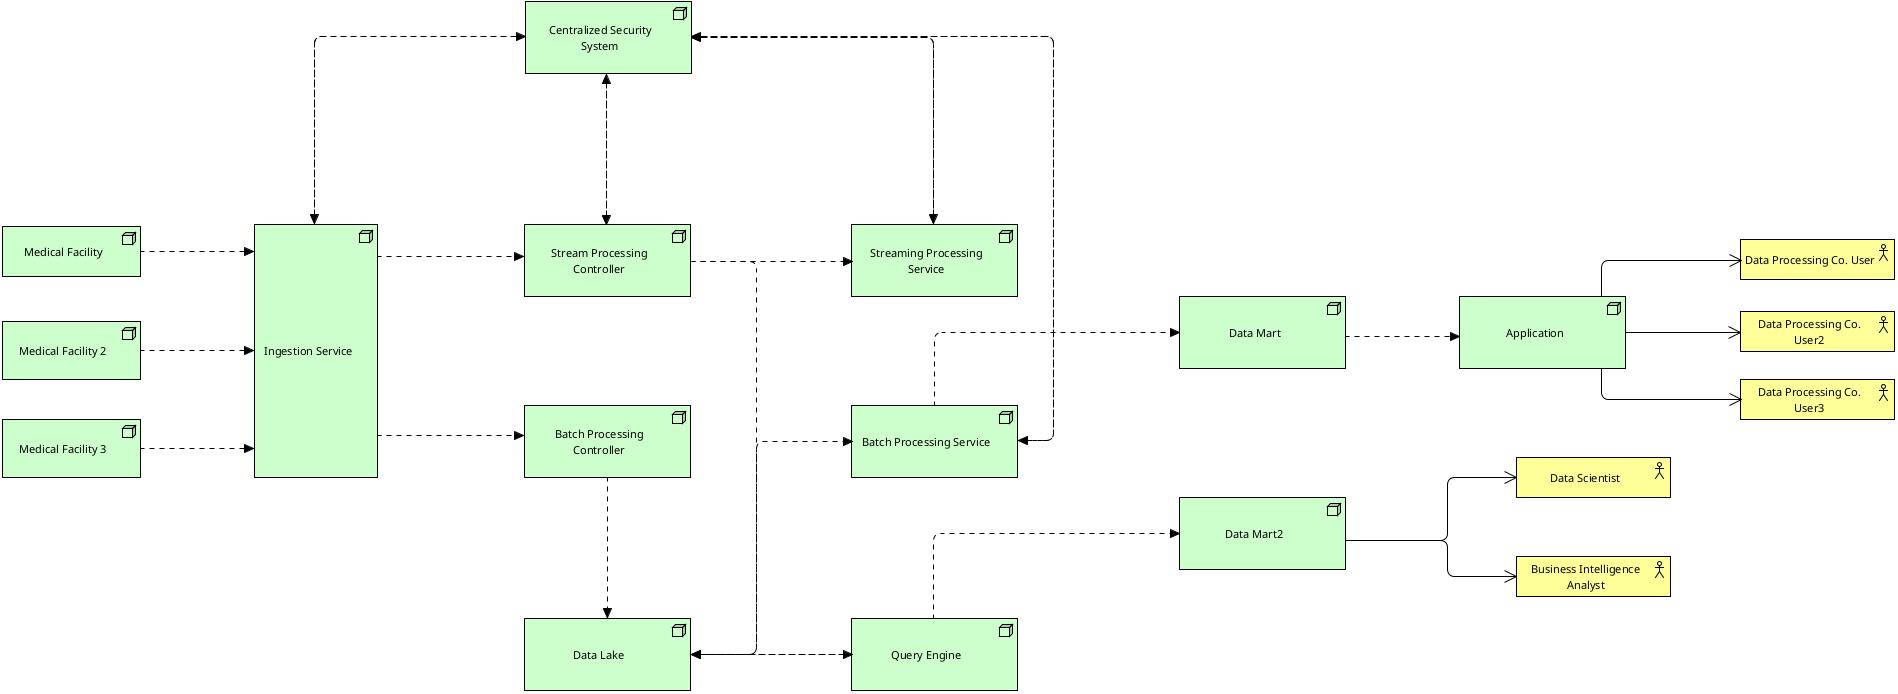 Centralized Security
System
Medical Facility
Medical Facility 2
Medical Facility 3
Ingestion Service
Stream Processing
Controller
Streaming Processing
Service
Batch Processing
Controller
Batch Processing Service
Data Lake
Query Engine
Data Mart
Data Mart2
Application
Data Processing Co. User
Data Processing Co.
User2
Data Processing Co.
User3
Data Scientist
Business Intelligence
Analyst